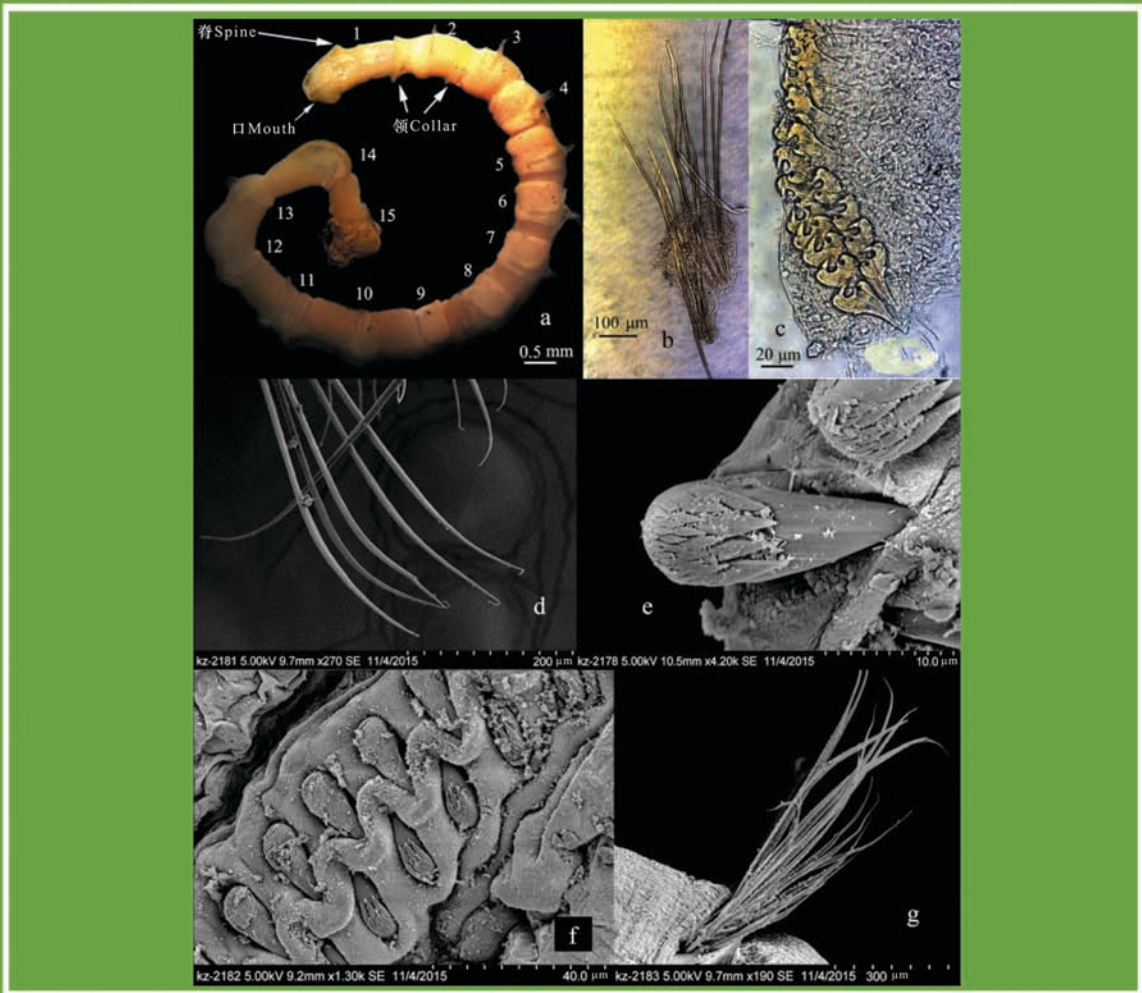 脊Spine
1
2
3
4
口Mouth
领Collar
5
6
7
8
9
10
11
12
13
14
15
a
0.5 mm
100 μm
b
c
20 μm
d
kz-2181 5.00kV 9.7mm x270 SE 11/4/2015 200 μm
e
kz-2178 5.00kV 10.5mm x4.20k SE 11/4/2015 10.0 μm
f
kz-2182 5.00kV 9.2mm x1.30k SE 11/4/2015 40.0 μm
g
kz-2183 5.00kV 9.7mm x190 SE 11/4/2015 300 μm